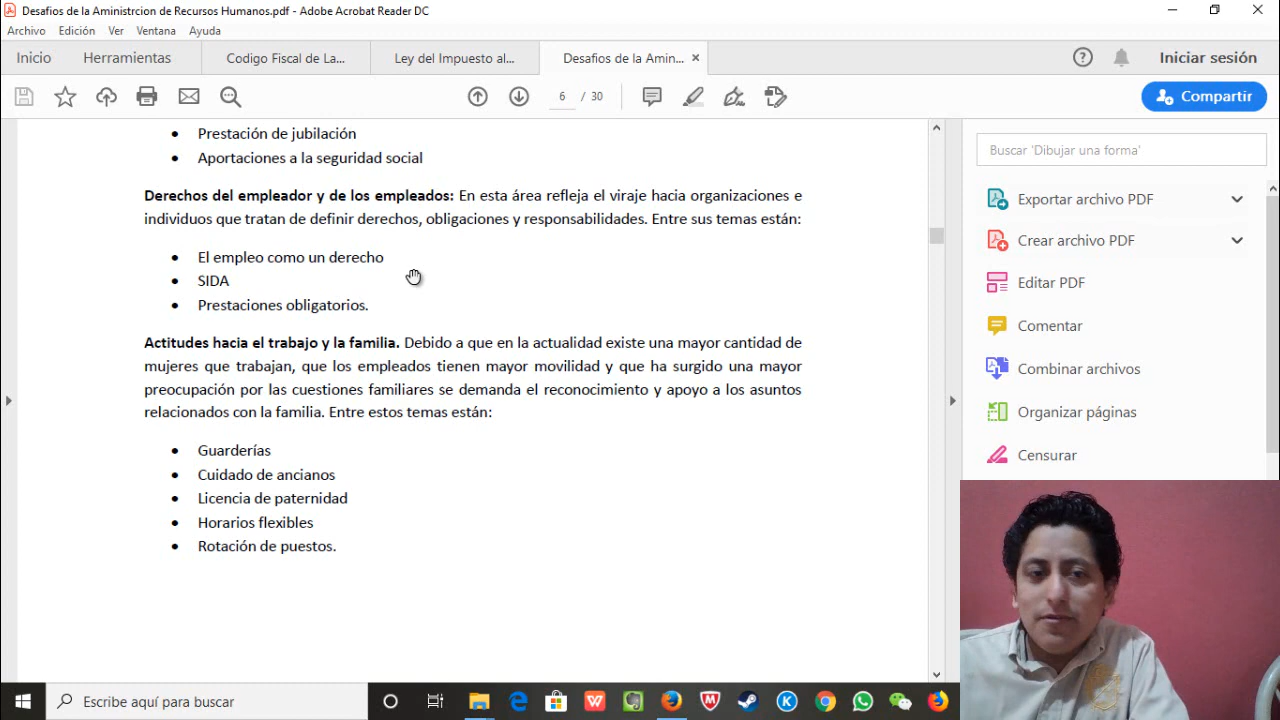 Desafios de la Aministrcion de Recursos Humanos.pdf - Adobe Acrobat Reader DC
Archivo Edición Ver Ventana Ayuda
Inicio Herramientas Codigo Fiscal de La... Ley del Impuesto al... Desafios de la Amin... × Iniciar sesión
6 / 30 Compartir
Prestación de jubilación
Aportaciones a la seguridad social
Derechos del empleador y de los empleados: En esta área refleja el viraje hacia organizaciones e
individuos que tratan de definir derechos, obligaciones y responsabilidades. Entre sus temas están:
El empleo como un derecho
SIDA
Prestaciones obligatorios.
Actitudes hacia el trabajo y la familia. Debido a que en la actualidad existe una mayor cantidad de
mujeres que trabajan, que los empleados tienen mayor movilidad y que ha surgido una mayor
preocupación por las cuestiones familiares se demanda el reconocimiento y apoyo a los asuntos
relacionados con la familia. Entre estos temas están:
Guarderías
Cuidado de ancianos
Licencia de paternidad
Horarios flexibles
Rotación de puestos.
Buscar 'Dibujar una forma'
Exportar archivo PDF
Crear archivo PDF
Editar PDF
Comentar
Combinar archivos
Organizar páginas
Censurar
Escribe aquí para buscar